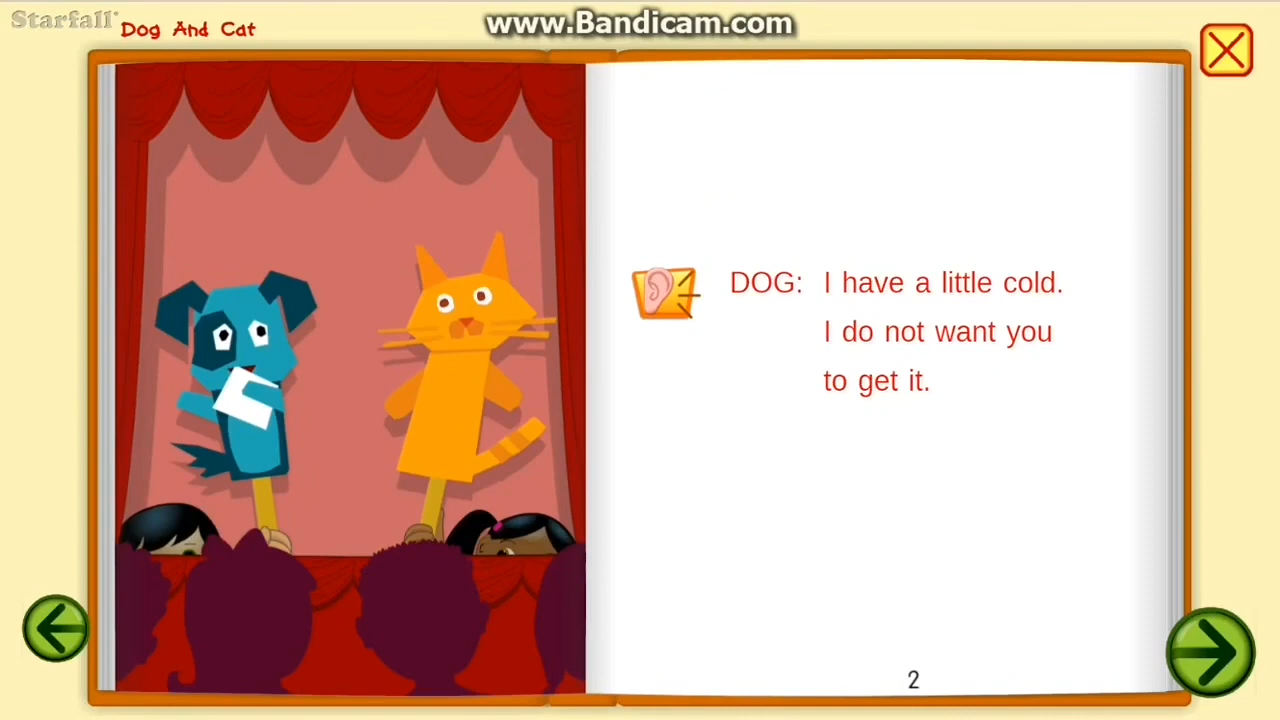 Starfall
Dog And Cat
www.Bandicam.com
DOG: I have a little cold.
I do not want you
to get it.
2